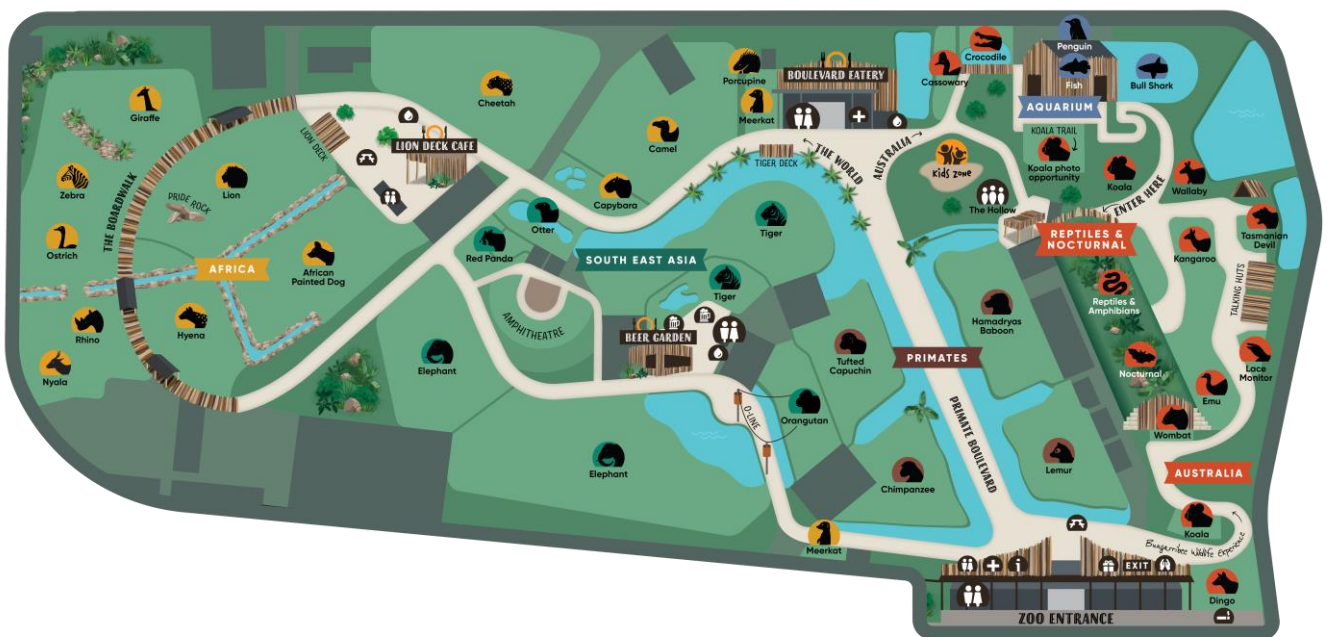 Penguin
Crocodile
Porcupine
BOULEVARD EATERY
Cassowary
Fish
Bull Shark
AQUARIUM
Giraffe
Cheetah
Meerkat
LION DECK
LION DECK CAFE
Camel
TIGER DECK
THE WORLD
AUSTRALIA
KIDS ZONE
KOALA TRAIL
Koala photo
opportunity
Koala
Wallaby
ENTER HERE
The Hollow
Zebra
Lion
PRIDE ROCK
THE BOARDWALK
Capybara
Otter
Tiger
REPTILES &
NOCTURNAL
Tasmanian
Devil
Ostrich
AFRICA
African
Painted Dog
Red Panda
SOUTH EAST ASIA
Kangaroo
TALKING HUTS
Tiger
Reptiles &
Amphibians
Rhino
Hyena
AMPHITHEATRE
BEER GARDEN
Hamadryas
Baboon
Nyala
Elephant
Tufted
Capuchin
PRIMATES
Nocturnal
Lace
Monitor
Emu
Orangutan
O-LINE
PRIMATE BOULEVARD
Wombat
Elephant
Chimpanzee
Lemur
AUSTRALIA
Koala
Meerkat
Bungarribee Wildlife Experience
EXIT
Dingo
ZOO ENTRANCE